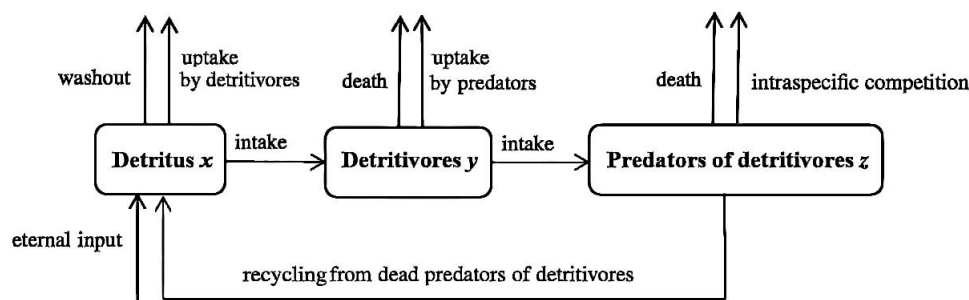 washout
uptake
by detritivores
death
uptake
by predators
death
intraspecific competition
Detritus x
intake
Detritivores y
intake
Predators of detritivores z
eternal input
recycling from dead predators of detritivores